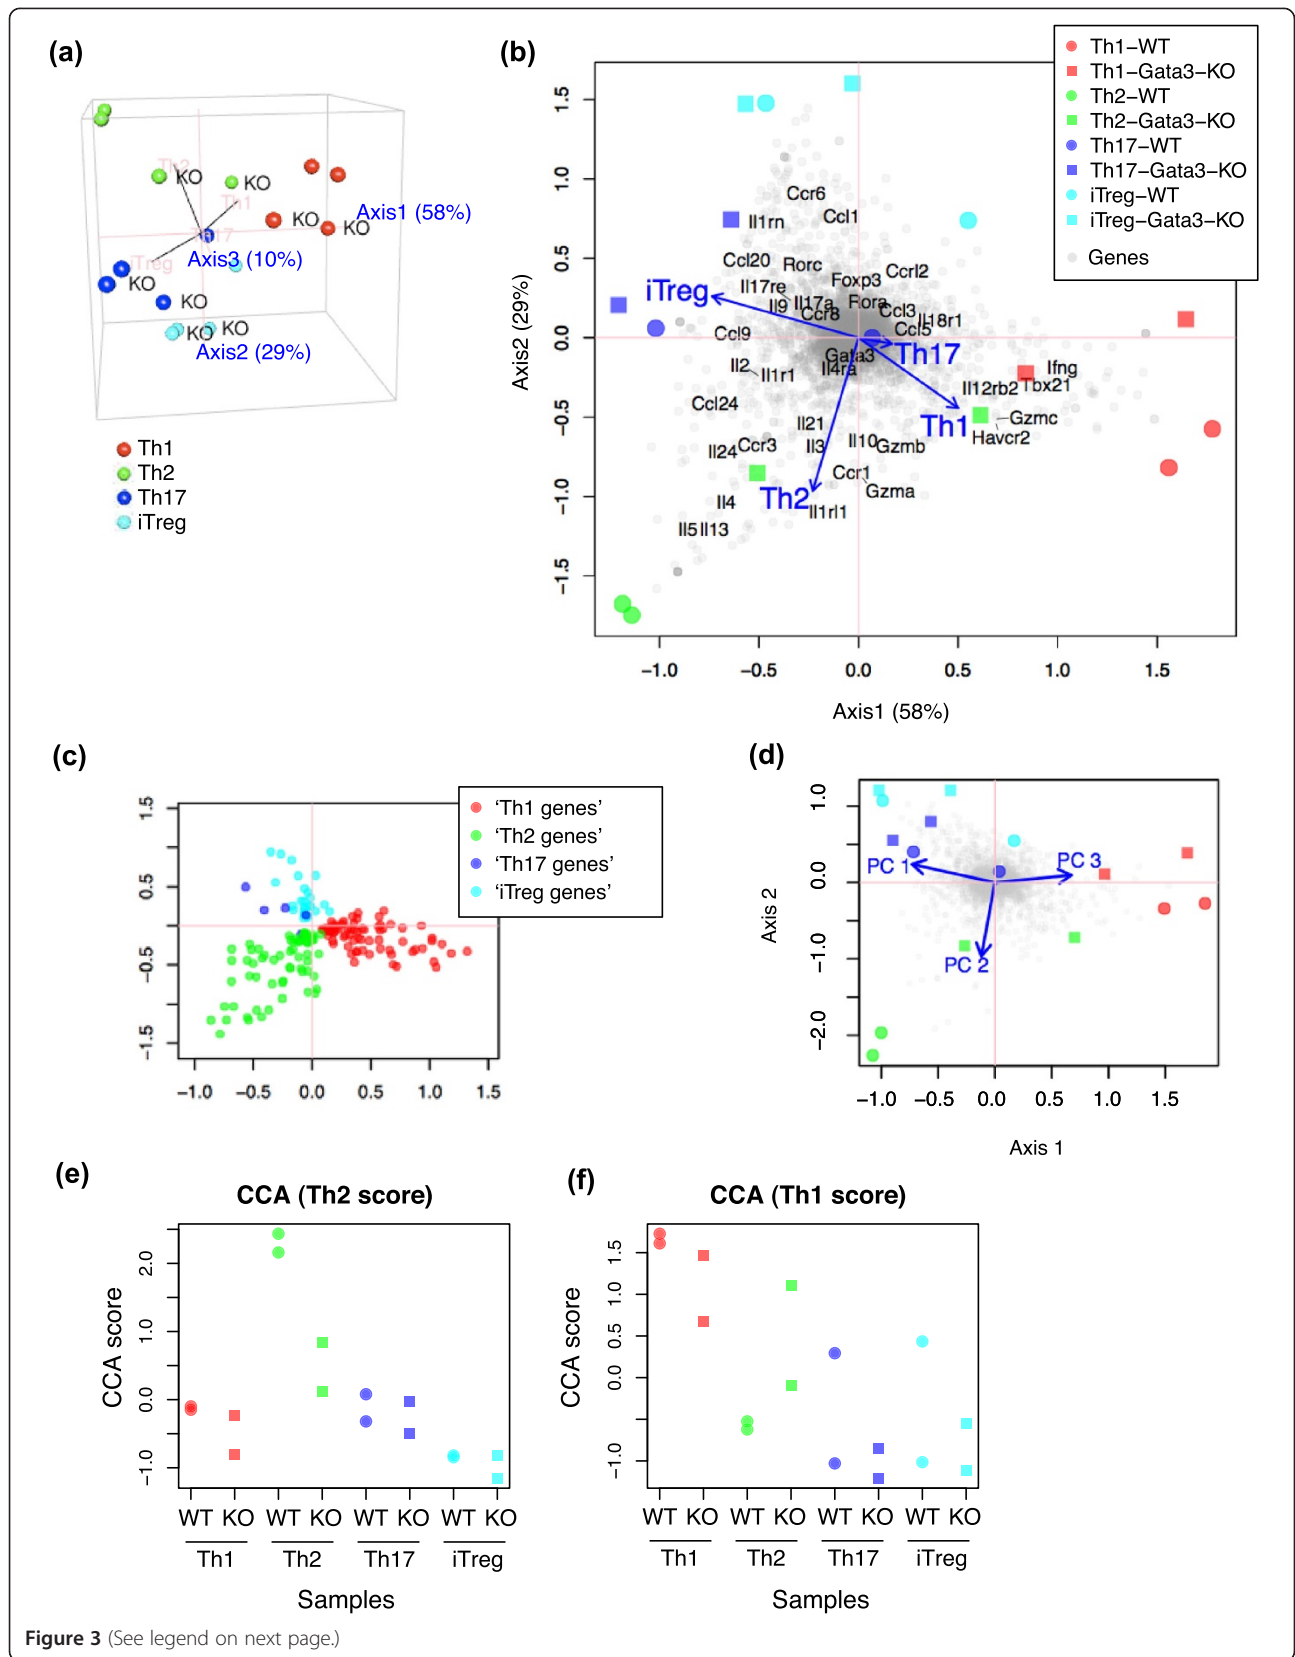 (a)
Th2
KO
KO
Th1
KO
KO
Axis1 (58%)
Th17
Axis3 (10%)
iTreg
KO
KO
KO
KO
Axis2 (29%)
Th1
Th2
Th17
iTreg
(b)
Th1-WT
Th1-Gata3-KO
Th2-WT
Th2-Gata3-KO
Th17-WT
Th17-Gata3-KO
iTreg-WT
iTreg-Gata3-KO
Genes
Axis2 (29%)
1.5
1.0
0.5
0.0
-0.5
-1.0
-1.5
Ccr6
Ccl1
Il1rn
Ccl20
Rorc
Ccrl2
Foxp3
Il17re
iTreg
Il9
Il17a
Rora
Ccr8
Ccl3
Il18r1
Ccl5
Ccl9
Th17
Gata3
Il4ra
Il2
Il1r1
Ifng
Il12rb2
Tbx21
Ccl24
Gzmc
Th1
Havcr2
Il21
Il3
Il10
Gzmb
Il24
Ccr3
Ccr1
Gzma
Th2
Il4
Il1rl1
Il5
Il13
-1.0
-0.5
0.0
0.5
1.0
1.5
Axis1 (58%)
(c)
'Th1 genes'
'Th2 genes'
'Th17 genes'
'iTreg genes'
1.5
0.5
-0.5
-1.5
-1.0
-0.5
0.0
0.5
1.0
1.5
(d)
Axis 2
1.0
0.0
-1.0
-2.0
PC 1
PC 3
PC 2
-1.0
-0.5
0.0
0.5
1.0
1.5
Axis 1
(e)
CCA (Th2 score)
CCA score
2.0
1.0
0.0
-1.0
WT KO WT KO WT KO WT KO
Th1 Th2 Th17 iTreg
Samples
(f)
CCA (Th1 score)
CCA score
1.5
1.0
0.5
0.0
-1.0
WT KO WT KO WT KO WT KO
Th1 Th2 Th17 iTreg
Samples
Figure 3 (See legend on next page.)